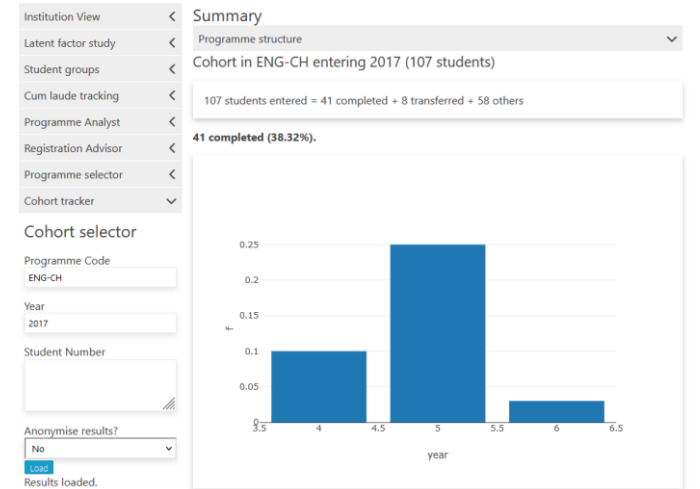 Institution View
Latent factor study
Student groups
Cum laude tracking
Programme Analyst
Registration Advisor
Programme selector
Cohort tracker
Cohort selector
Programme Code
ENG-CH
Year
2017
Student Number
Anonymise results?
No
Load
Results loaded.
Summary
Programme structure
Cohort in ENG-CH entering 2017 (107 students)
107 students entered = 41 completed + 8 transferred + 58 others
41 completed (38.32%).
0.25
0.2
0.15
f
0.1
0.05
0
3.5 4 4.5 5 5.5 6 6.5
year